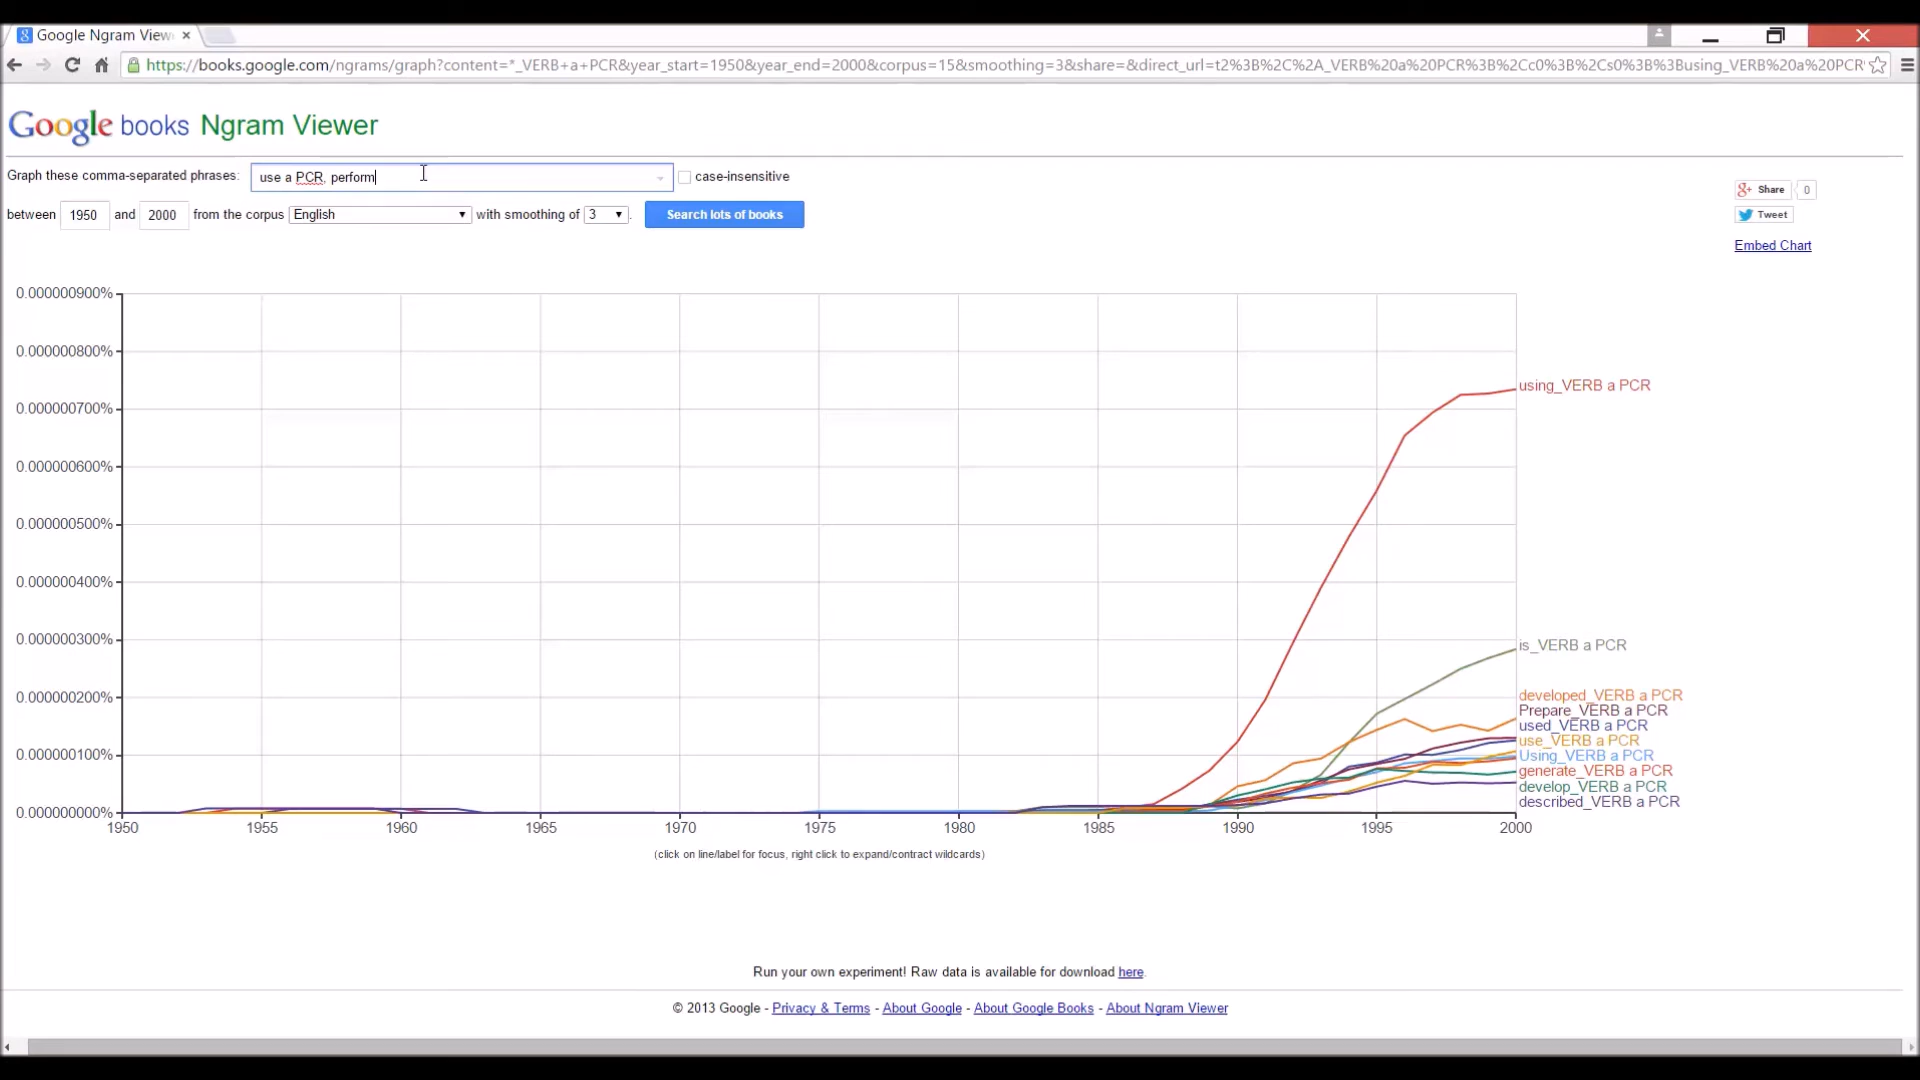 Google Ngram View
https://books.google.com/ngrams/graph?content=*_VERB+a+PCR&year_start=1950&year_end=2000&corpus=15&smoothing=3&share=&direct_url=t2%3B%2C%2A_VERB%20a%20PCR%3B%2Cc0%3B%2Cs0%3B%3Busing_VERB%20a%20PCR
Google books Ngram Viewer
Graph these comma-separated phrases: use a PCR, perform case-insensitive
between 1950 and 2000 from the corpus English with smoothing of 3 . Search lots of books
Share 0
Tweet
Embed Chart
0.000000900%
0.000000800%
0.000000700%
0.000000600%
0.000000500%
0.000000400%
0.000000300%
0.000000200%
0.000000100%
0.000000000%
using_VERB a PCR
is_VERB a PCR
developed_VERB a PCR
Prepare_VERB a PCR
used_VERB a PCR
use_VERB a PCR
Using_VERB a PCR
generate_VERB a PCR
develop_VERB a PCR
described_VERB a PCR
1950 1955 1960 1965 1970 1975 1980 1985 1990 1995 2000
(click on line/label for focus, right click to expand/contract wildcards)
Run your own experiment! Raw data is available for download here.
© 2013 Google - Privacy & Terms - About Google - About Google Books - About Ngram Viewer